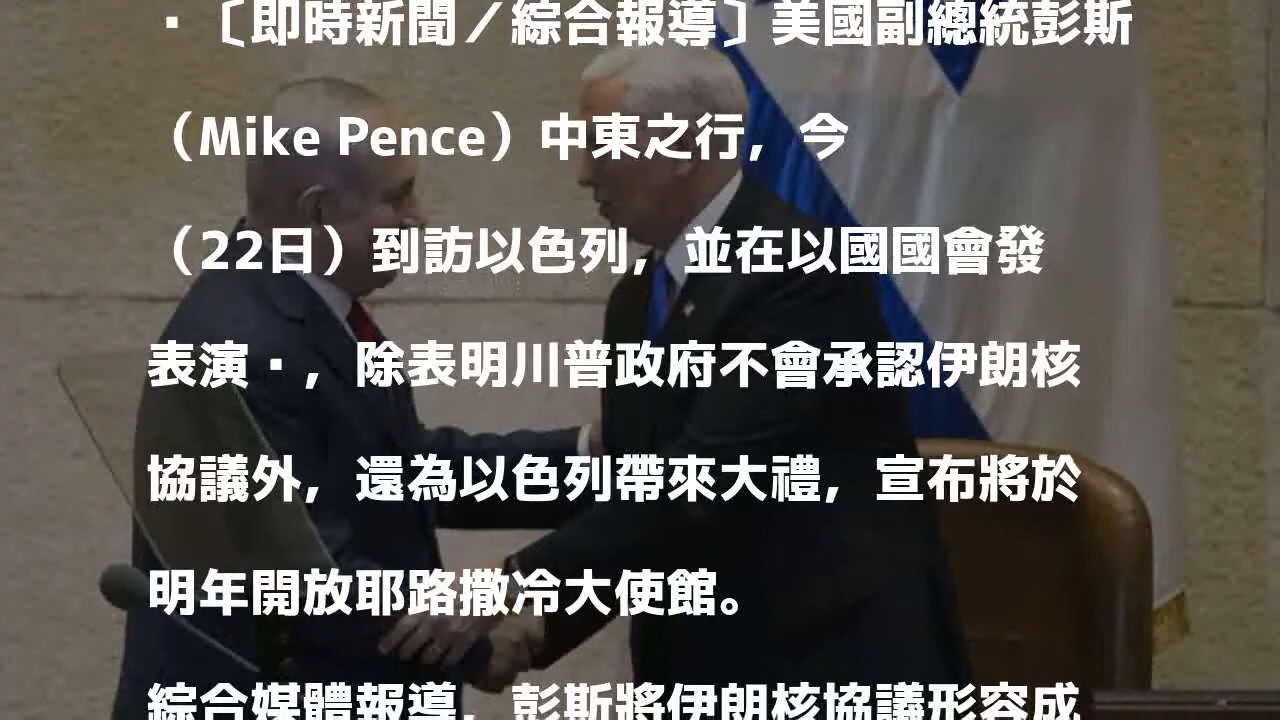 ▪〔即時新聞／綜合報導〕美國副總統彭斯
（Mike Pence）中東之行，今
（22日）到訪以色列，並在以國國會發
表演▪，除表明川普政府不會承認伊朗核
協議外，還為以色列帶來大禮，宣布將於
明年開放耶路撒冷大使館。
綜合媒體報導，彭斯將伊朗核協議形容成